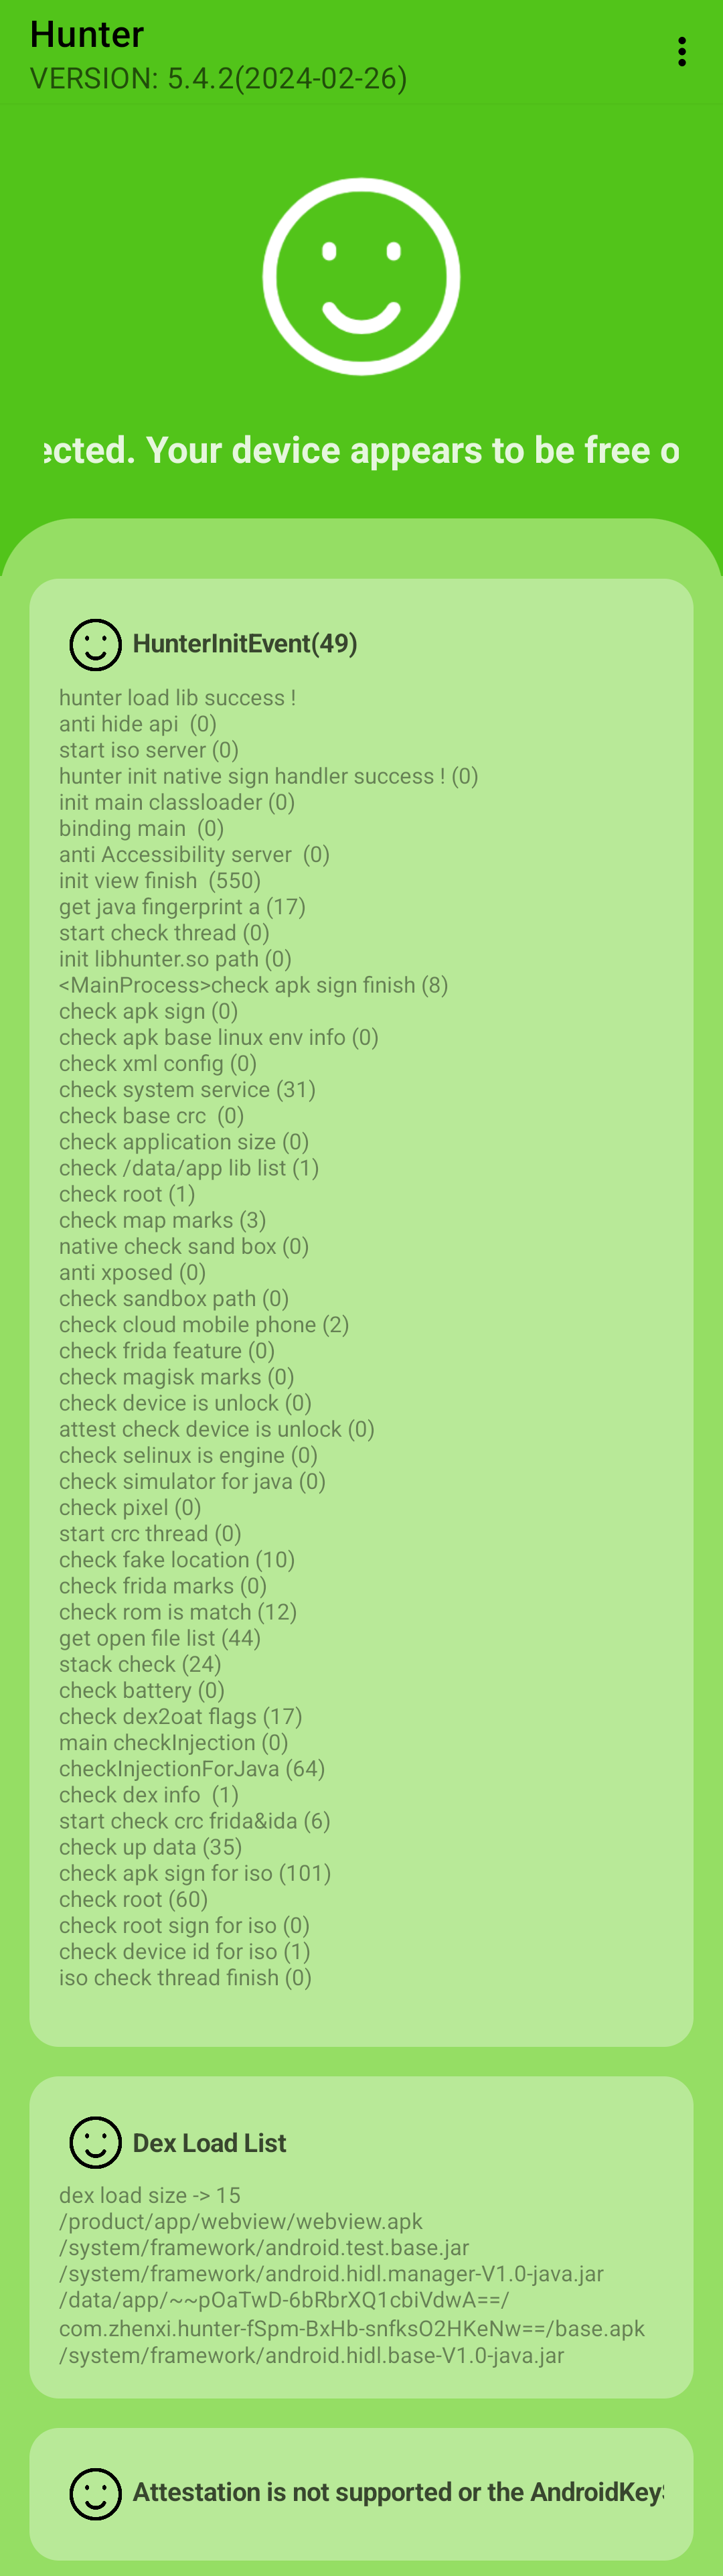 Hunter
VERSION: 5.4.2(2024-02-26)
ected. Your device appears to be free o
HunterInitEvent(49)
hunter load lib success !
anti hide api  (0)
start iso server (0)
hunter init native sign handler success ! (0)
init main classloader (0)
binding main  (0)
anti Accessibility server  (0)
init view finish  (550)
get java fingerprint a (17)
start check thread (0)
init libhunter.so path (0)
<MainProcess>check apk sign finish (8)
check apk sign (0)
check apk base linux env info (0)
check xml config (0)
check system service (31)
check base crc  (0)
check application size (0)
check /data/app lib list (1)
check root (1)
check map marks (3)
native check sand box (0)
anti xposed (0)
check sandbox path (0)
check cloud mobile phone (2)
check frida feature (0)
check magisk marks (0)
check device is unlock (0)
attest check device is unlock (0)
check selinux is engine (0)
check simulator for java (0)
check pixel (0)
start crc thread (0)
check fake location (10)
check frida marks (0)
check rom is match (12)
get open file list (44)
stack check (24)
check battery (0)
check dex2oat flags (17)
main checkInjection (0)
checkInjectionForJava (64)
check dex info  (1)
start check crc frida&ida (6)
check up data (35)
check apk sign for iso (101)
check root (60)
check root sign for iso (0)
check device id for iso (1)
iso check thread finish (0)
Dex Load List
dex load size -> 15
/product/app/webview/webview.apk
/system/framework/android.test.base.jar
/system/framework/android.hidl.manager-V1.0-java.jar
/data/app/~~pOaTwD-6bRbrXQ1cbiVdwA==/
com.zhenxi.hunter-fSpm-BxHb-snfksO2HKeNw==/base.apk
/system/framework/android.hidl.base-V1.0-java.jar
Attestation is not supported or the AndroidKeyS